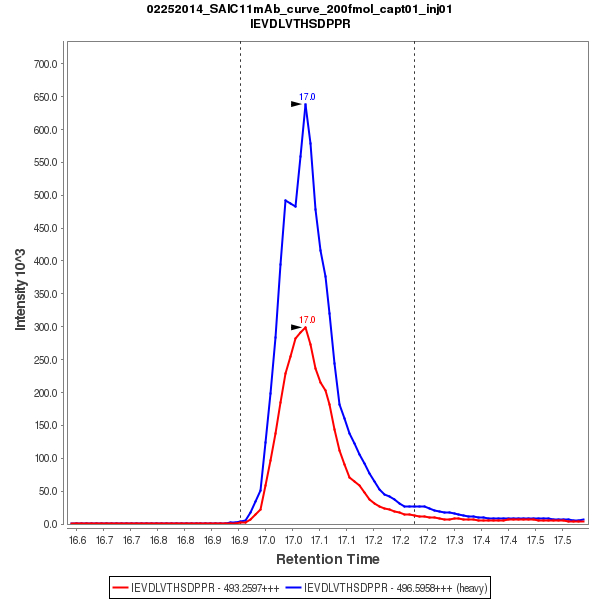 02252014_SAIC11mAb_curve_200fmol_capt01_inj01
IEVDLVTHSDPPR
700.0
650.0
600.0
550.0
500.0
450.0
400.0
350.0
300.0
250.0
200.0
150.0
100.0
50.0
0.0
Intensity 10^3
17.0
17.0
16.6 16.7 16.7 16.8 16.8 16.9 16.9 17.0 17.0 17.1 17.1 17.2 17.2 17.2 17.3 17.4 17.4 17.5 17.5
Retention Time
IEVDLVTHSDPPR - 493.2597+++ IEVDLVTHSDPPR - 496.5958+++ (heavy)